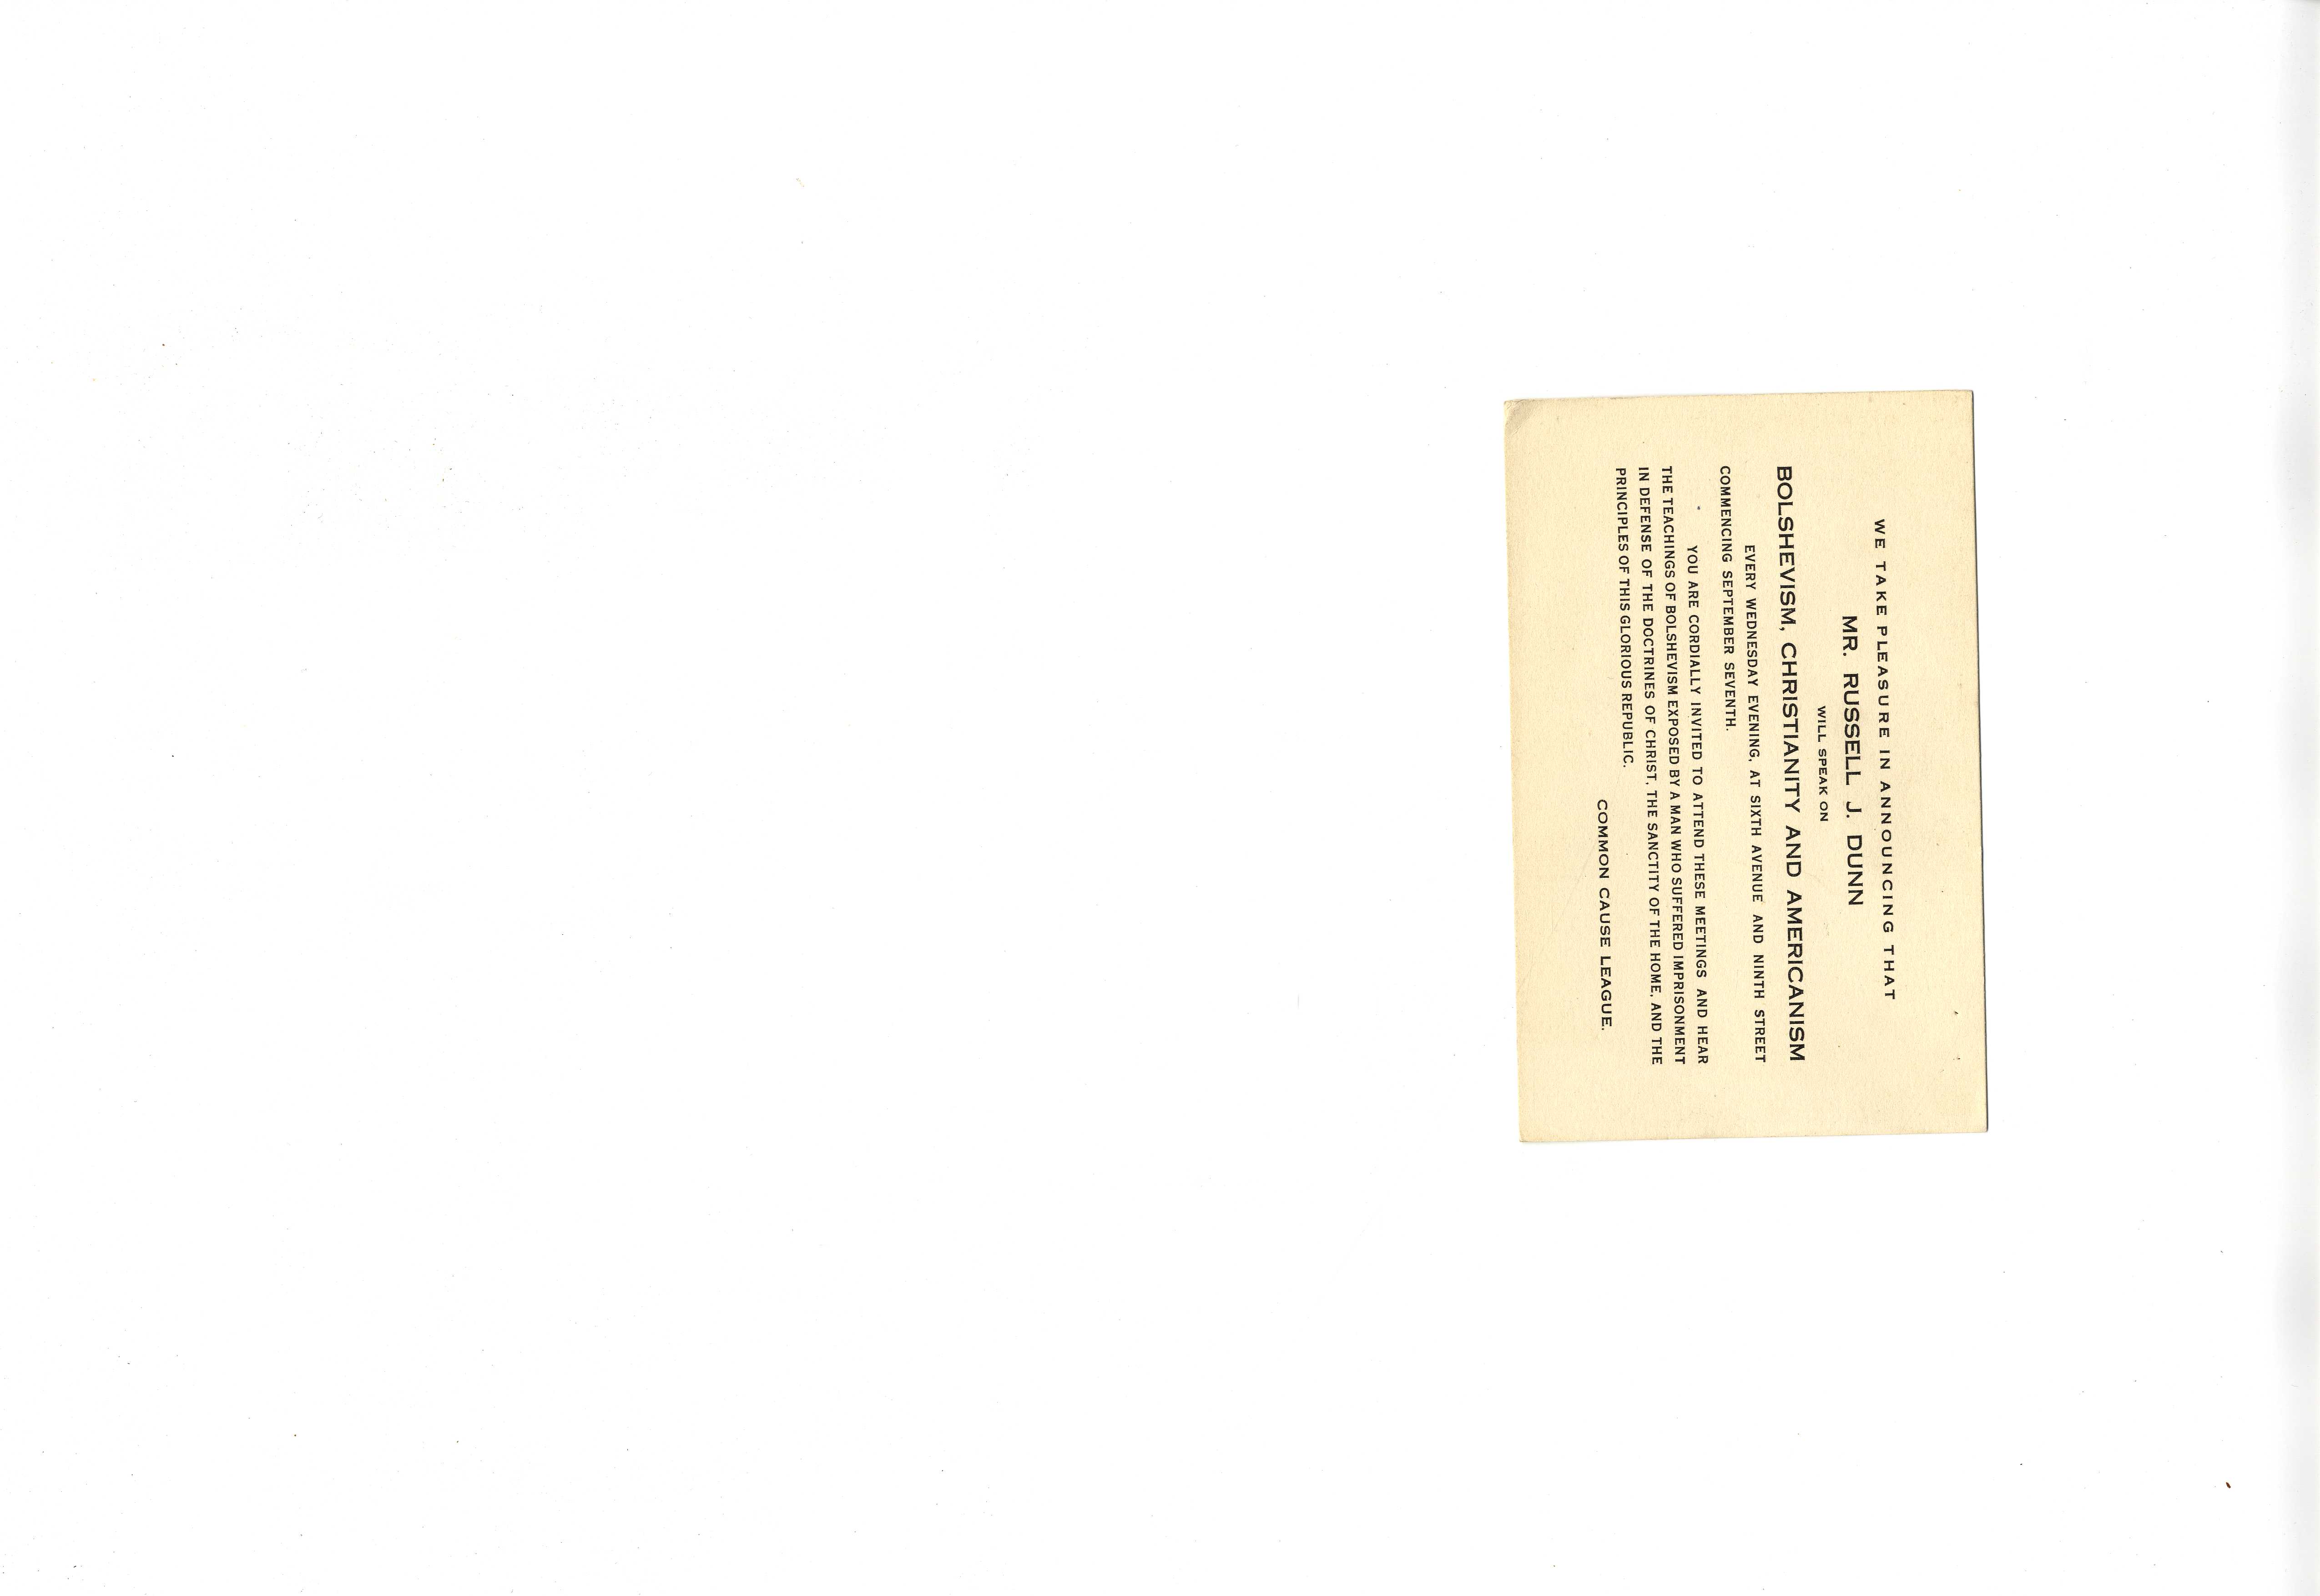 WE TAKE PLEASURE IN ANNOUNCING THAT
MR. RUSSELL J. DUNN
WILL SPEAK ON
BOLSHEVISM, CHRISTIANITY AND AMERICANISM
EVERY WEDNESDAY EVENING, AT SIXTH AVENUE AND NINTH STREET
COMMENCING SEPTEMBER SEVENTH.
YOU ARE CORDIALLY INVITED TO ATTEND THESE MEETINGS AND HEAR
THE TEACHINGS OF BOLSHEVISM EXPOSED BY A MAN WHO SUFFERED IMPRISONMENT
IN DEFENSE OF THE DOCTRINES OF CHRIST, THE SANCTITY OF THE HOME, AND THE
PRINCIPLES OF THIS GLORIOUS REPUBLIC.
COMMON CAUSE LEAGUE.